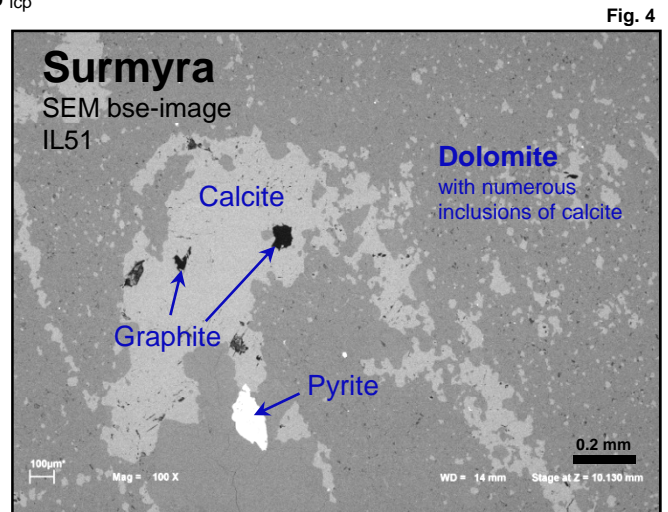 Icp
Fig. 4
Surmyra
SEM bse-image
IL51
Dolomite
with numerous
inclusions of calcite
Calcite
Graphite
Pyrite
0.2 mm
100µm*
Mag = 100 X
WD = 14 mm
Stage at Z = 10.130 mm